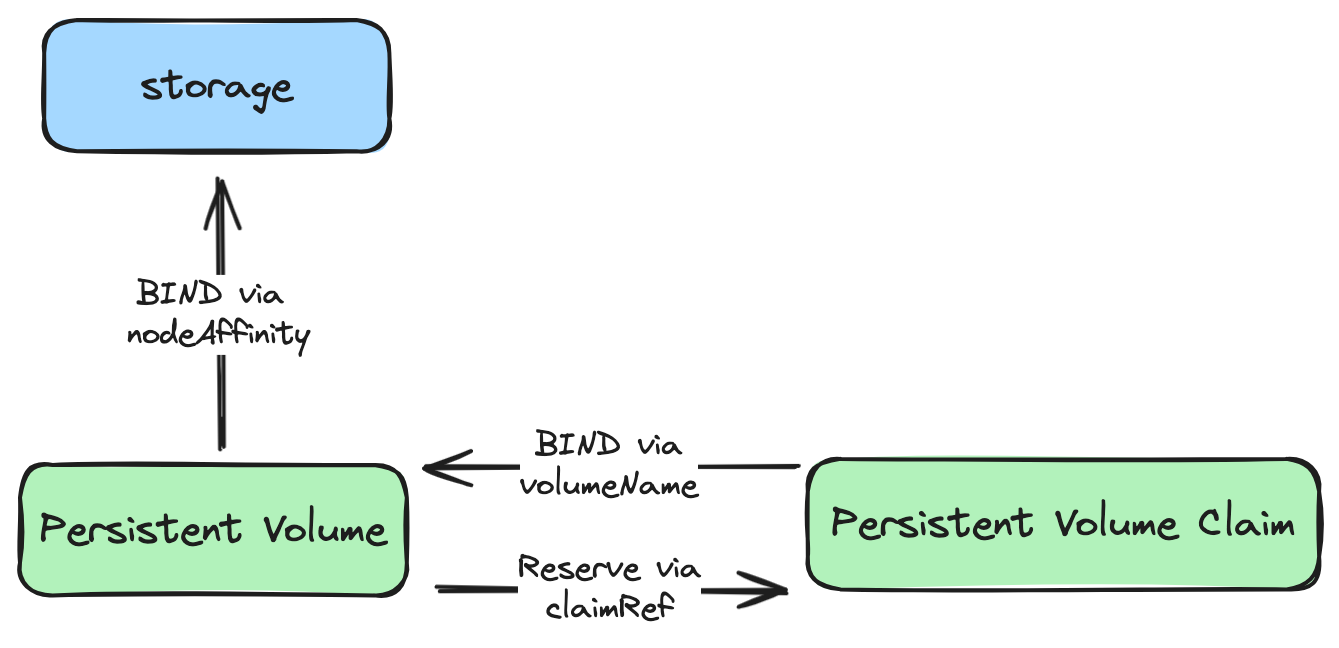 storage
BIND via
nodeAffinity
BIND via
volumeName
Persistent Volume
Persistent Volume Claim
Reserve via
claimRef